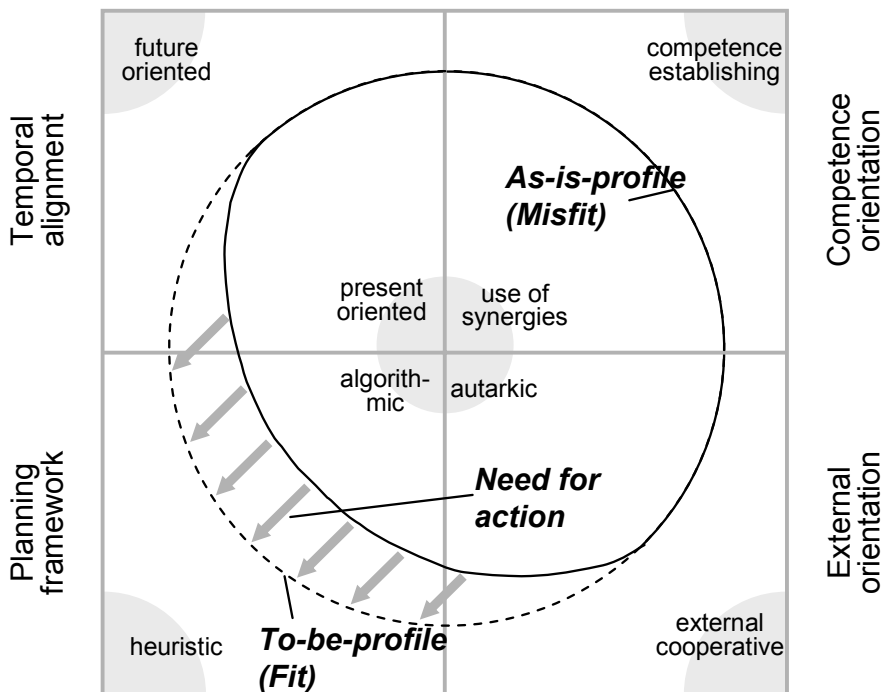 future
oriented
competence
establishing
Temporal
alignment
Competence
orientation
As-is-profile
(Misfit)
present
oriented
use of
synergies
algorith-
mic
autarkic
Planning
framework
External
orientation
Need for
action
heuristic
To-be-profile
(Fit)
external
cooperative